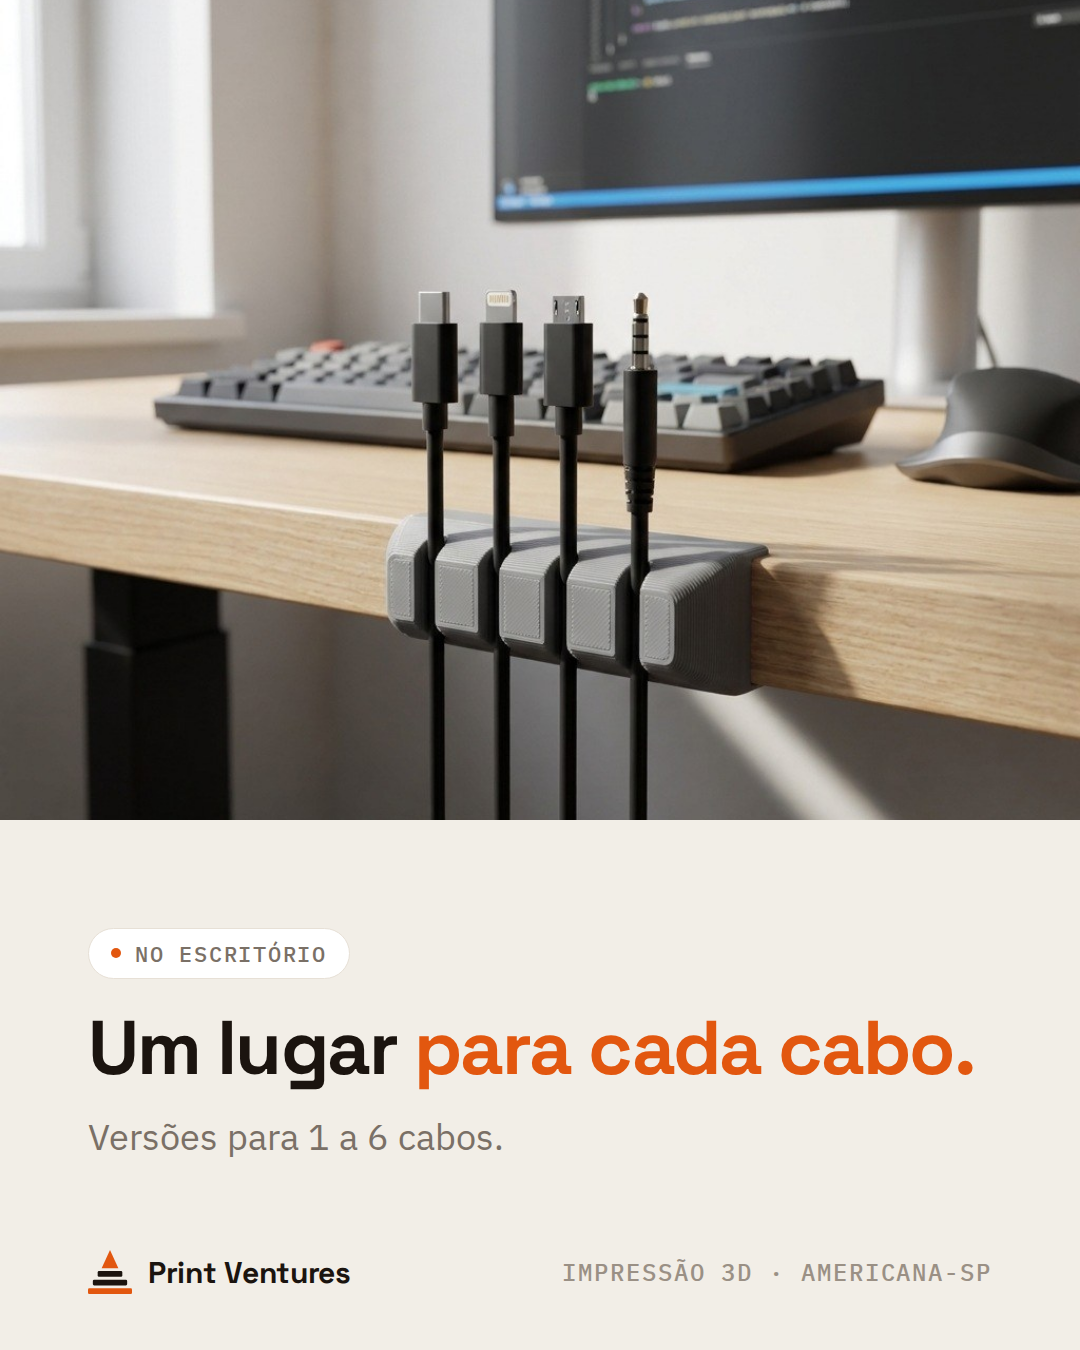 NO ESCRITÓRIO
Um lugar para cada cabo.
Versões para 1 a 6 cabos.
Print Ventures
IMPRESSÃO 3D · AMERICANA-SP